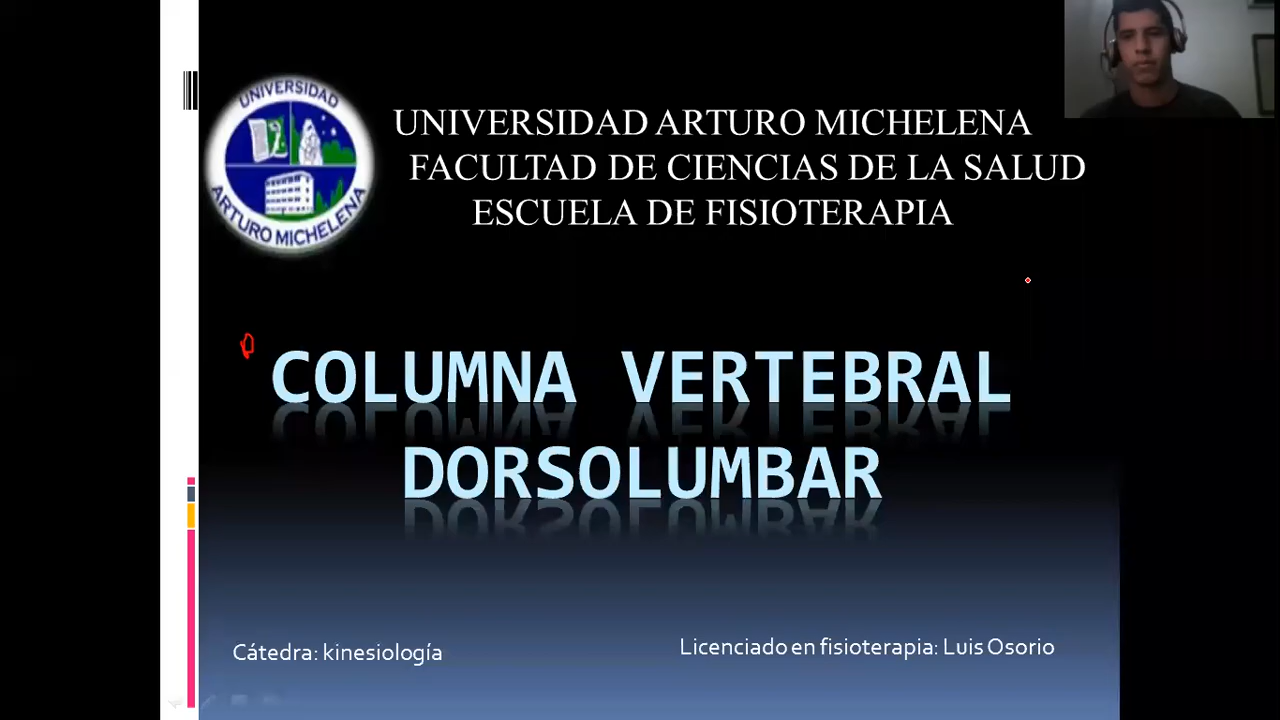 UNIVERSIDAD
ARTURO MICHELENA
UNIVERSIDAD ARTURO MICHELENA
FACULTAD DE CIENCIAS DE LA SALUD
ESCUELA DE FISIOTERAPIA
COLUMNA VERTEBRAL
DORSOLUMBAR
Cátedra: kinesiología
Licenciado en fisioterapia: Luis Osorio